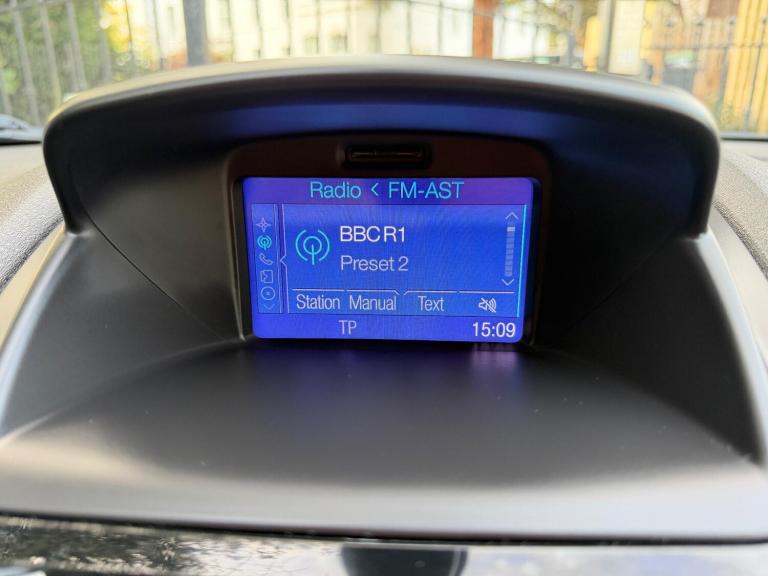 Radio < FM-AST
BBC R1
Preset 2
Station Manual Text
TP 15:09